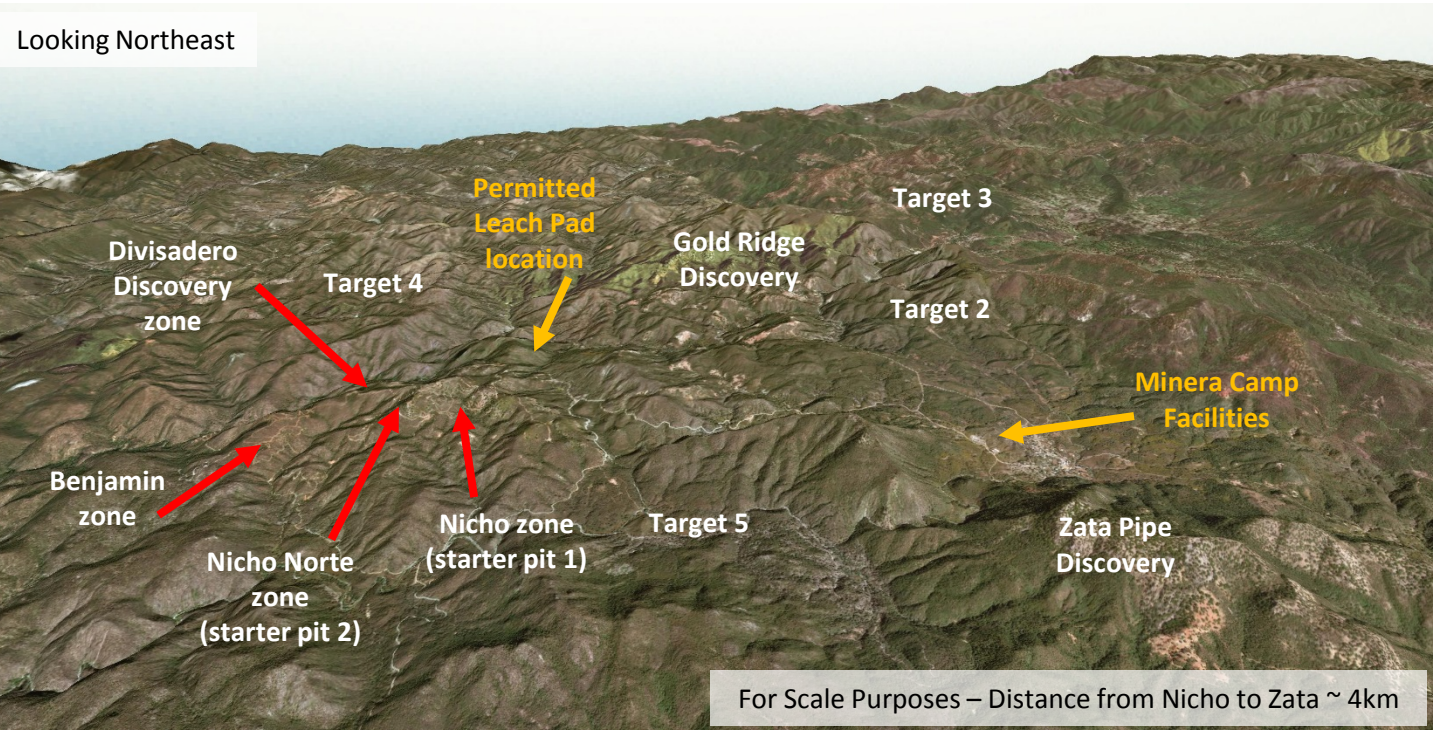 Looking Northeast
Permitted
Leach Pad
location
Target 3
Divisadero
Discovery
zone
Target 4
Gold Ridge
Discovery
Target 2
Minera Camp
Facilities
Benjamin
zone
Nicho Norte
zone
(starter pit 2)
Nicho zone
(starter pit 1)
Target 5
Zata Pipe
Discovery
For Scale Purposes – Distance from Nicho to Zata ~ 4km